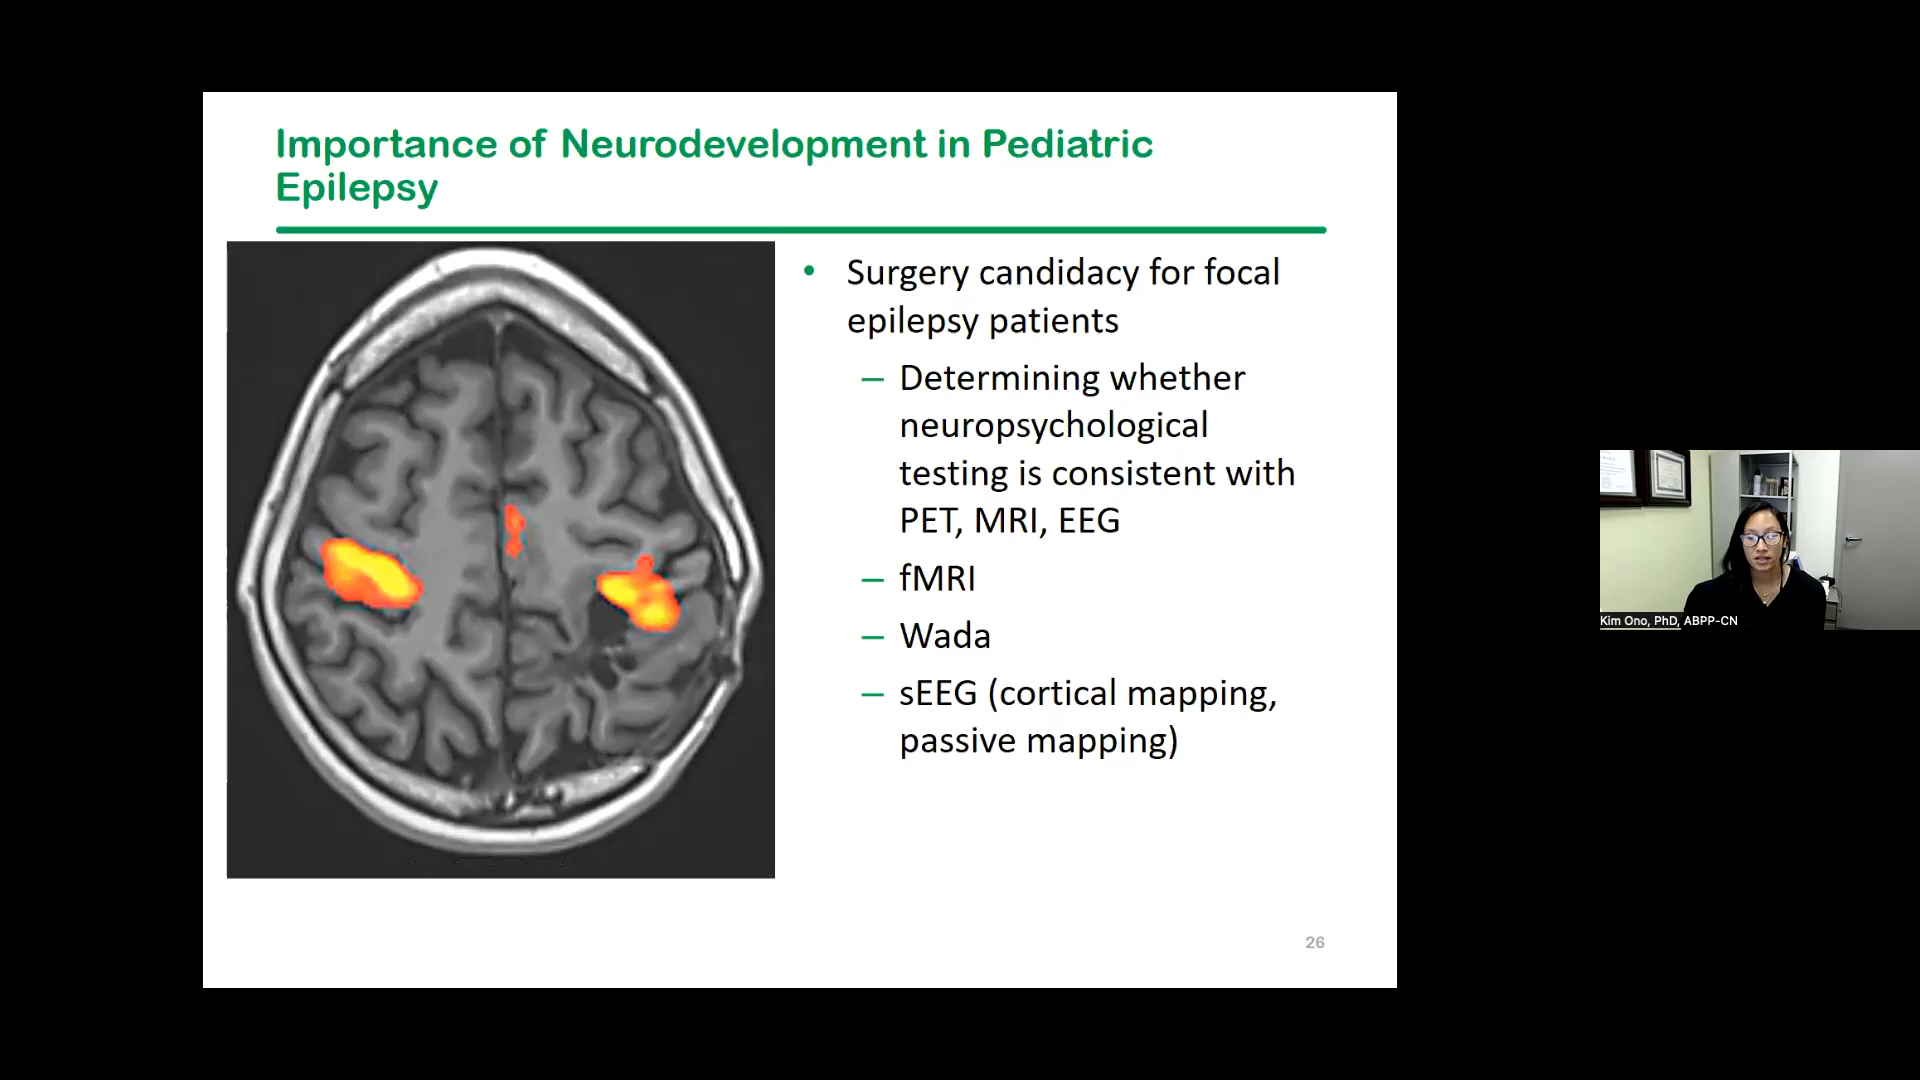 Importance of Neurodevelopment in Pediatric
Epilepsy
• Surgery candidacy for focal
epilepsy patients
– Determining whether
neuropsychological
testing is consistent with
PET, MRI, EEG
– fMRI
– Wada
– sEEG (cortical mapping,
passive mapping)
26
Kim Ono, PhD, ABPP-CN